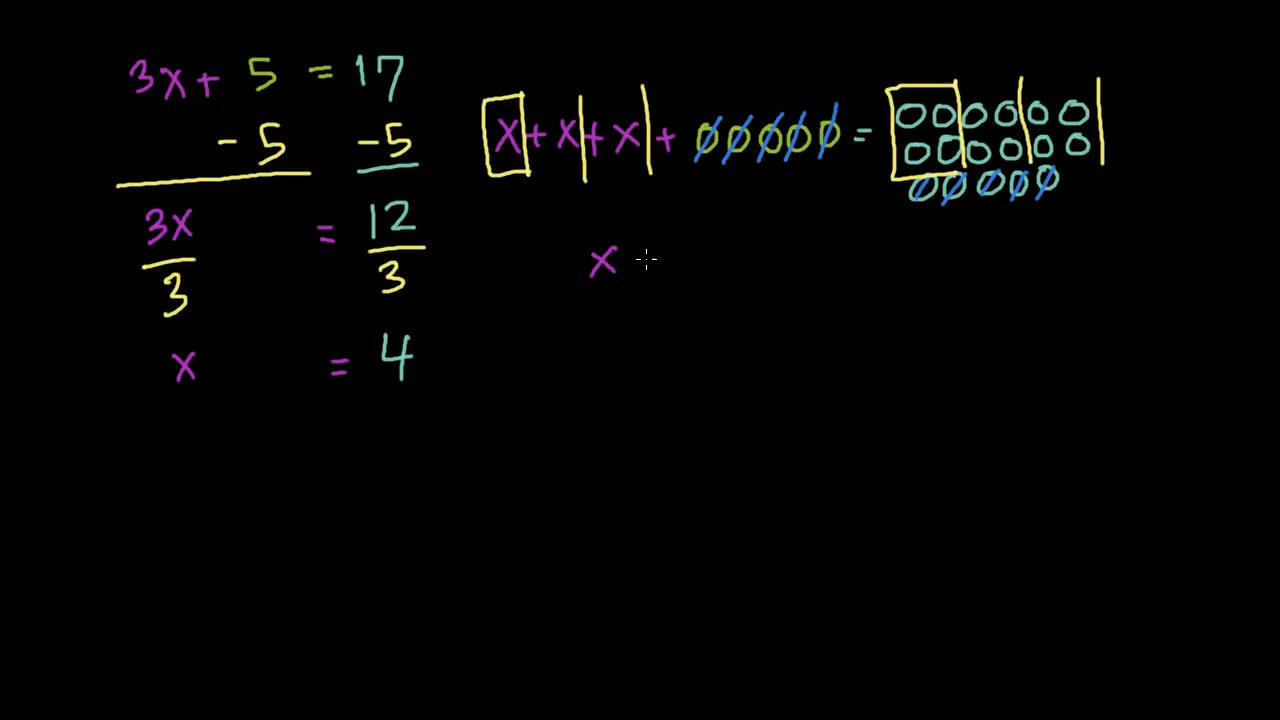 3x + 5 = 17
- 5 -5
3x = 12
3 3
x = 4
x + x + x + 00000 = 000000
000000
00000
x